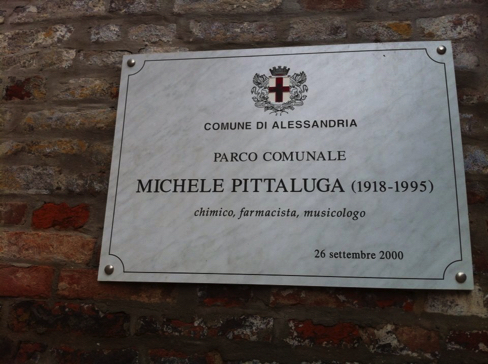 COMUNE DI ALESSANDRIA
PARCO COMUNALE
MICHELE PITTALUGA (1918-1995)
chimico, farmacista, musicologo
26 settembre 2000